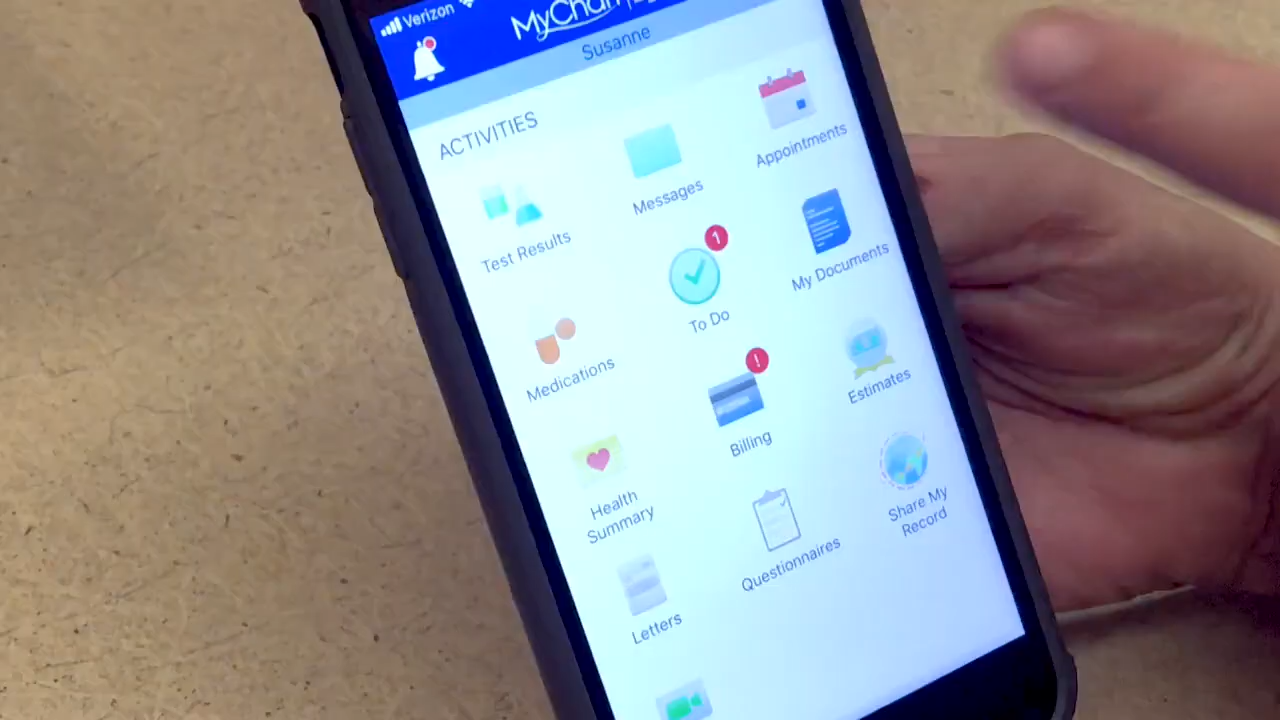 Verizon
MyChart
Susanne
ACTIVITIES
Test Results
Messages
Appointments
Medications
1
To Do
My Documents
Health
Summary
!
Billing
Estimates
Letters
Questionnaires
Share My
Record